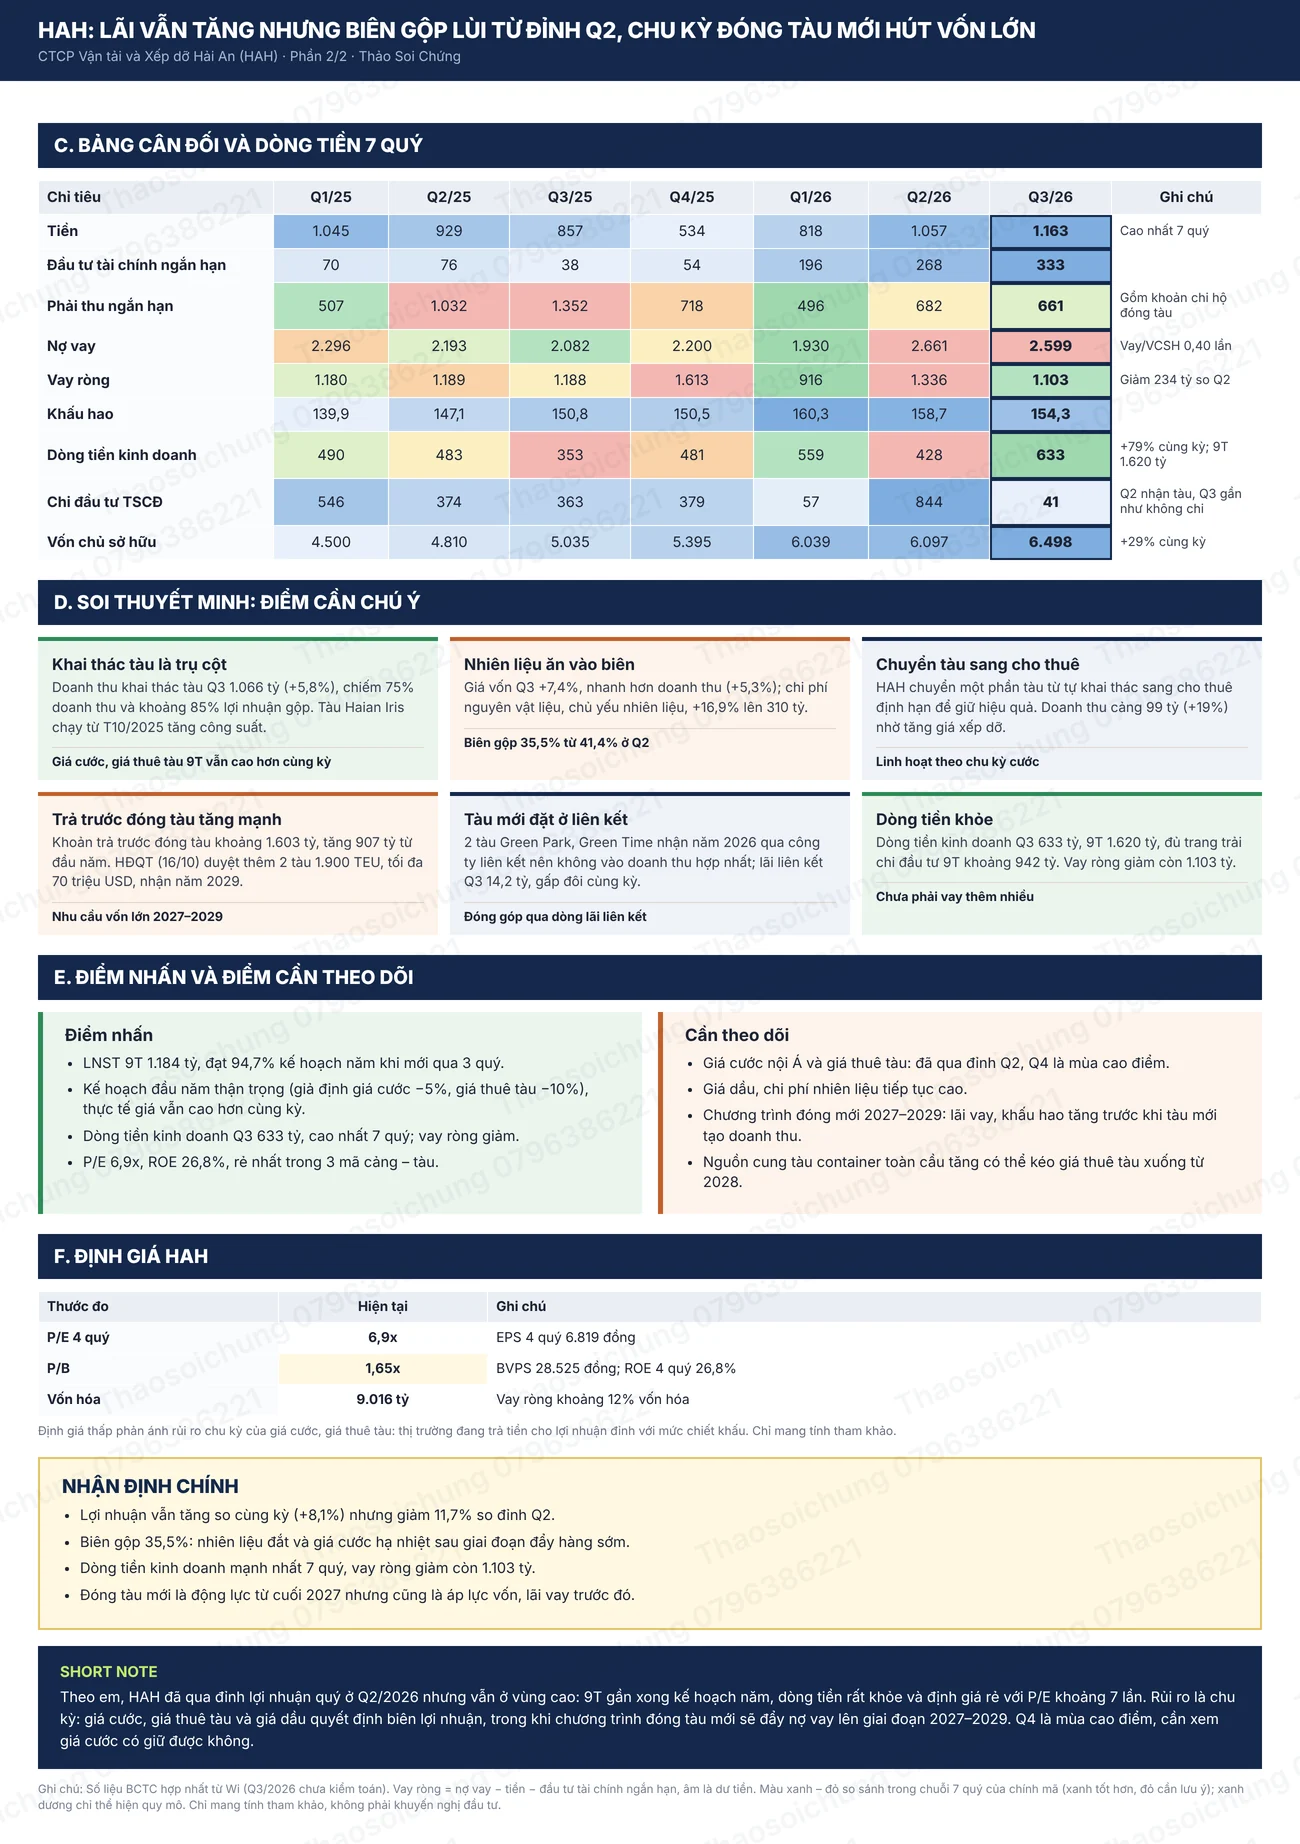 HAH: LÃI VẪN TĂNG NHƯNG BIÊN GỘP LÙI TỪ ĐỈNH Q2, CHU KỲ ĐÓNG TÀU MỚI HÚT VỐN LỚN
CTCP Vận tải và Xếp dỡ Hải An (HAH) · Phần 2/2 · Thảo Soi Chứng
C. BẢNG CÂN ĐỐI VÀ DÒNG TIỀN 7 QUÝ
Chỉ tiêu Q1/25 Q2/25 Q3/25 Q4/25 Q1/26 Q2/26 Q3/26 Ghi chú
Tiền 1.045 929 857 534 818 1.057 1.163 Cao nhất 7 quý
Đầu tư tài chính ngắn hạn 70 76 38 54 196 268 333
Phải thu ngắn hạn 507 1.032 1.352 718 496 682 661 Gồm khoản chi hộ
đóng tàu
Nợ vay 2.296 2.193 2.082 2.200 1.930 2.661 2.599 Vay/VCSH 0,40 lần
Vay ròng 1.180 1.189 1.188 1.613 916 1.336 1.103 Giảm 234 tỷ so Q2
Khấu hao 139,9 147,1 150,8 150,5 160,3 158,7 154,3
Dòng tiền kinh doanh 490 483 353 481 559 428 633 +79% cùng kỳ; 9T
1.620 tỷ
Chi đầu tư TSCĐ 546 374 363 379 57 844 41 Q2 nhận tàu, Q3 gần
như không chi
Vốn chủ sở hữu 4.500 4.810 5.035 5.395 6.039 6.097 6.498 +29% cùng kỳ
D. SOI THUYẾT MINH: ĐIỂM CẦN CHÚ Ý
Khai thác tàu là trụ cột
Doanh thu khai thác tàu Q3 1.066 tỷ (+5,8%), chiếm 75%
doanh thu và khoảng 85% lợi nhuận gộp. Tàu Haian Iris
chạy từ T10/2025 tăng công suất.
Giá cước, giá thuê tàu 9T vẫn cao hơn cùng kỳ
Nhiên liệu ăn vào biên
Giá vốn Q3 +7,4%, nhanh hơn doanh thu (+5,3%); chi phí
nguyên vật liệu, chủ yếu nhiên liệu, +16,9% lên 310 tỷ.
Biên gộp 35,5% từ 41,4% ở Q2
Chuyển tàu sang cho thuê
HAH chuyển một phần tàu từ tự khai thác sang cho thuê
định hạn để giữ hiệu quả. Doanh thu cảng 99 tỷ (+19%)
nhờ tăng giá xếp dỡ.
Linh hoạt theo chu kỳ cước
Trả trước đóng tàu tăng mạnh
Khoản trả trước đóng tàu khoảng 1.603 tỷ, tăng 907 tỷ từ
đầu năm. HĐQT (16/10) duyệt thêm 2 tàu 1.900 TEU, tối đa
70 triệu USD, nhận năm 2029.
Nhu cầu vốn lớn 2027–2029
Tàu mới đặt ở liên kết
2 tàu Green Park, Green Time nhận năm 2026 qua công
ty liên kết nên không vào doanh thu hợp nhất; lãi liên kết
Q3 14,2 tỷ, gấp đôi cùng kỳ.
Đóng góp qua dòng lãi liên kết
Dòng tiền khỏe
Dòng tiền kinh doanh Q3 633 tỷ, 9T 1.620 tỷ, đủ trang trải
chi đầu tư 9T khoảng 942 tỷ. Vay ròng giảm còn 1.103 tỷ.
Chưa phải vay thêm nhiều
E. ĐIỂM NHẤN VÀ ĐIỂM CẦN THEO DÕI
Điểm nhấn
• LNST 9T 1.184 tỷ, đạt 94,7% kế hoạch năm khi mới qua 3 quý.
• Kế hoạch đầu năm thận trọng (giả định giá cước −5%, giá thuê tàu −10%),
thực tế giá vẫn cao hơn cùng kỳ.
• Dòng tiền kinh doanh Q3 633 tỷ, cao nhất 7 quý; vay ròng giảm.
• P/E 6,9x, ROE 26,8%, rẻ nhất trong 3 mã cảng – tàu.
Cần theo dõi
• Giá cước nội Á và giá thuê tàu: đã qua đỉnh Q2, Q4 là mùa cao điểm.
• Giá dầu, chi phí nhiên liệu tiếp tục cao.
• Chương trình đóng mới 2027–2029: lãi vay, khấu hao tăng trước khi tàu mới
tạo doanh thu.
• Nguồn cung tàu container toàn cầu tăng có thể kéo giá thuê tàu xuống từ
2028.
F. ĐỊNH GIÁ HAH
Thước đo Hiện tại Ghi chú
P/E 4 quý 6,9x EPS 4 quý 6.819 đồng
P/B 1,65x BVPS 28.525 đồng; ROE 4 quý 26,8%
Vốn hóa 9.016 tỷ Vay ròng khoảng 12% vốn hóa
Định giá thấp phản ánh rủi ro chu kỳ của giá cước, giá thuê tàu: thị trường đang trả tiền cho lợi nhuận đỉnh với mức chiết khấu. Chỉ mang tính tham khảo.
NHẬN ĐỊNH CHÍNH
• Lợi nhuận vẫn tăng so cùng kỳ (+8,1%) nhưng giảm 11,7% so đỉnh Q2.
• Biên gộp 35,5%: nhiên liệu đắt và giá cước hạ nhiệt sau giai đoạn đẩy hàng sớm.
• Dòng tiền kinh doanh mạnh nhất 7 quý, vay ròng giảm còn 1.103 tỷ.
• Đóng tàu mới là động lực từ cuối 2027 nhưng cũng là áp lực vốn, lãi vay trước đó.
SHORT NOTE
Theo em, HAH đã qua đỉnh lợi nhuận quý ở Q2/2026 nhưng vẫn ở vùng cao: 9T gần xong kế hoạch năm, dòng tiền rất khỏe và định giá rẻ với P/E khoảng 7 lần. Rủi ro là chu
kỳ: giá cước, giá thuê tàu và giá dầu quyết định biên lợi nhuận, trong khi chương trình đóng tàu mới sẽ đẩy nợ vay lên giai đoạn 2027–2029. Q4 là mùa cao điểm, cần xem
giá cước có giữ được không.
Ghi chú: Số liệu BCTC hợp nhất từ Wi (Q3/2026 chưa kiểm toán). Vay ròng = nợ vay − tiền − đầu tư tài chính ngắn hạn, âm là dư tiền. Màu xanh – đỏ so sánh trong chuỗi 7 quý của chính mã (xanh tốt hơn, đỏ cần lưu ý); xanh
dương chỉ thể hiện quy mô. Chỉ mang tính tham khảo, không phải khuyến nghị đầu tư.
Thaosoichung 0796386221